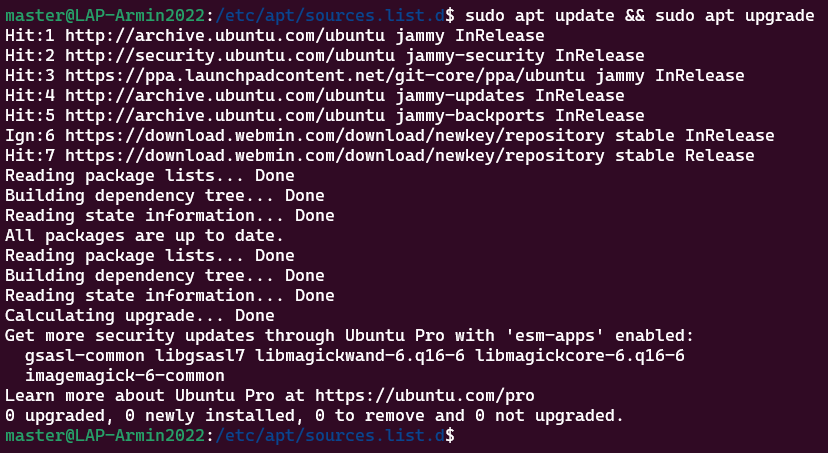 master@LAP-Armin2022:/etc/apt/sources.list.d$ sudo apt update && sudo apt upgrade
Hit:1 http://archive.ubuntu.com/ubuntu jammy InRelease
Hit:2 http://security.ubuntu.com/ubuntu jammy-security InRelease
Hit:3 https://ppa.launchpadcontent.net/git-core/ppa/ubuntu jammy InRelease
Hit:4 http://archive.ubuntu.com/ubuntu jammy-updates InRelease
Hit:5 http://archive.ubuntu.com/ubuntu jammy-backports InRelease
Ign:6 https://download.webmin.com/download/newkey/repository stable InRelease
Hit:7 https://download.webmin.com/download/newkey/repository stable Release
Reading package lists... Done
Building dependency tree... Done
Reading state information... Done
All packages are up to date.
Reading package lists... Done
Building dependency tree... Done
Reading state information... Done
Calculating upgrade... Done
Get more security updates through Ubuntu Pro with 'esm-apps' enabled:
  gsasl-common libgsasl7 libmagickwand-6.q16-6 libmagickcore-6.q16-6
  imagemagick-6-common
Learn more about Ubuntu Pro at https://ubuntu.com/pro
0 upgraded, 0 newly installed, 0 to remove and 0 not upgraded.
master@LAP-Armin2022:/etc/apt/sources.list.d$